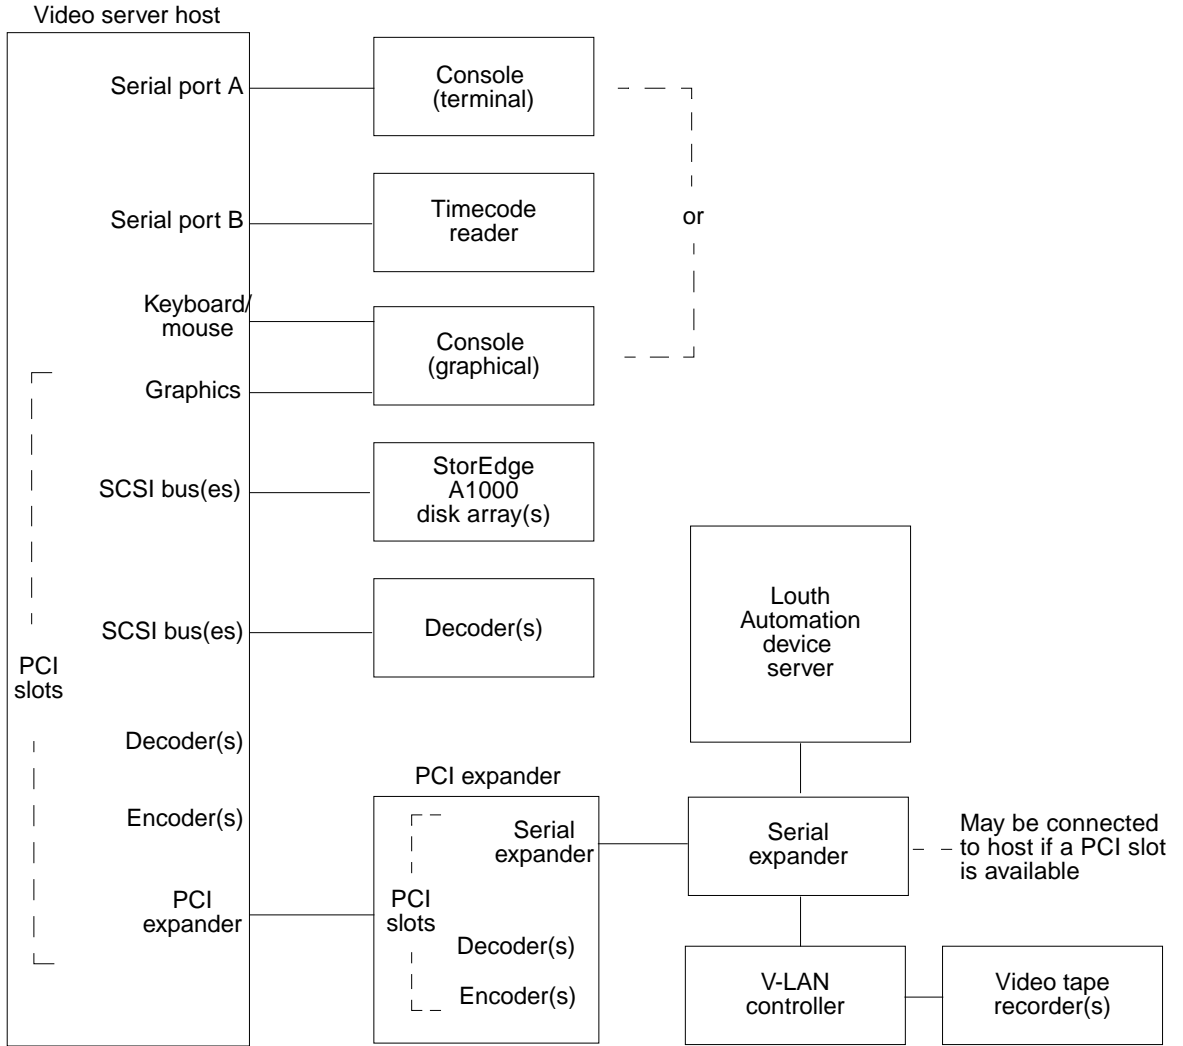 Video server host
Serial port A
Console
(terminal)
Serial port B
Timecode
reader
or
Keyboard/
mouse
Console
(graphical)
Graphics
SCSI bus(es)
StorEdge
A1000
disk array(s)
SCSI bus(es)
Decoder(s)
Louth
Automation
device
server
PCI
slots
Decoder(s)
Encoder(s)
PCI
expander
PCI expander
Serial
expander
PCI
slots
Decoder(s)
Encoder(s)
Serial
expander
May be connected
to host if a PCI slot
is available
V-LAN
controller
Video tape
recorder(s)